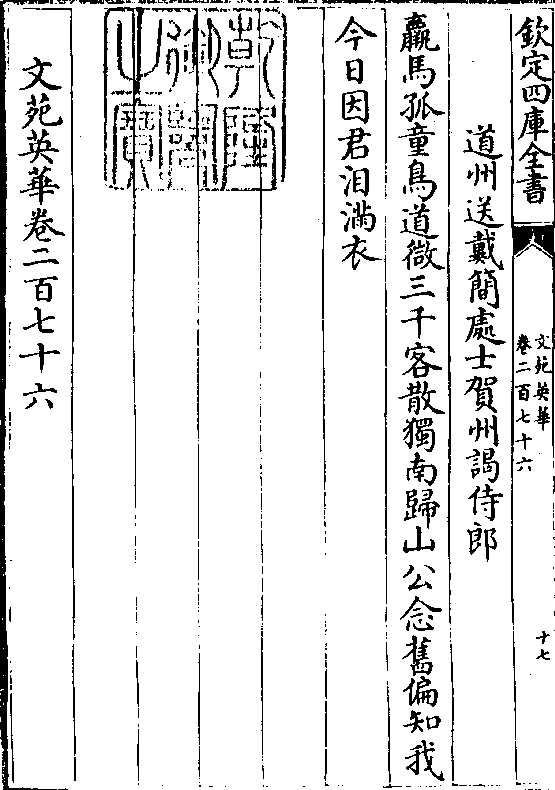 欽定四庫全書
文苑英華
卷二百七十六
十七
道州送戴簡處士賀州謁侍郎
羸馬孤童鳥道微三千客散獨南歸山公念舊偏知我
今日因君泪滿衣
乾隆御覽之寶
文苑英華卷二百七十六